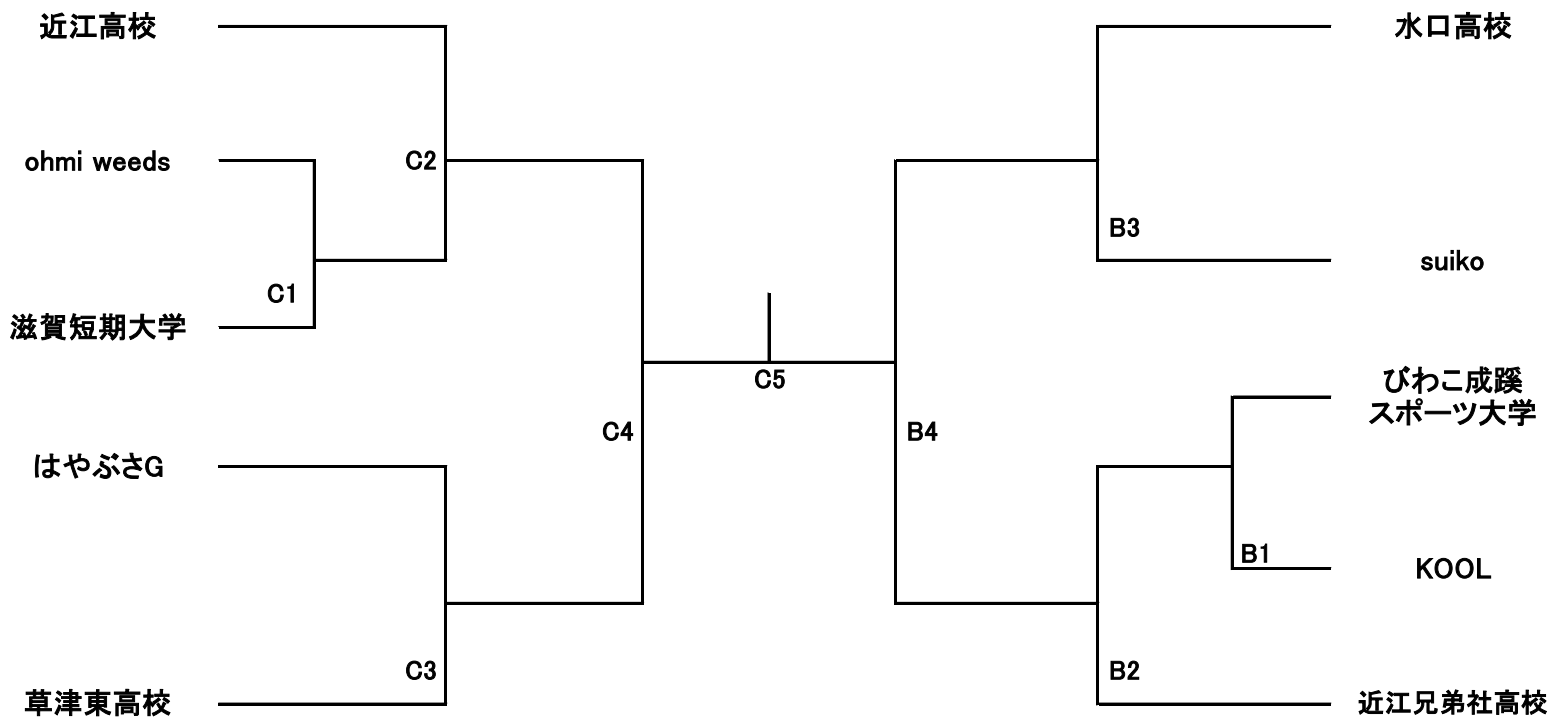 近江高校
水口高校
ohmi weeds
C2
B3
suiko
C1
滋賀短期大学
C5
びわこ成蹊
スポーツ大学
C4
B4
はやぶさG
B1
KOOL
C3
B2
草津東高校
近江兄弟社高校